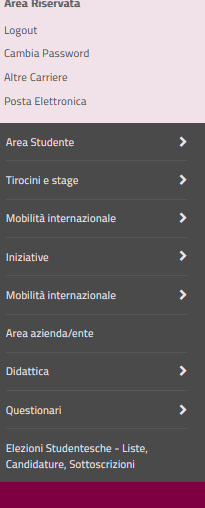 Area Riservata
Logout
Cambia Password
Altre Carriere
Posta Elettronica
Area Studente
Tirocini e stage
Mobilità internazionale
Iniziative
Mobilità internazionale
Area azienda/ente
Didattica
Questionari
Elezioni Studentesche - Liste,
Candidature, Sottoscrizioni